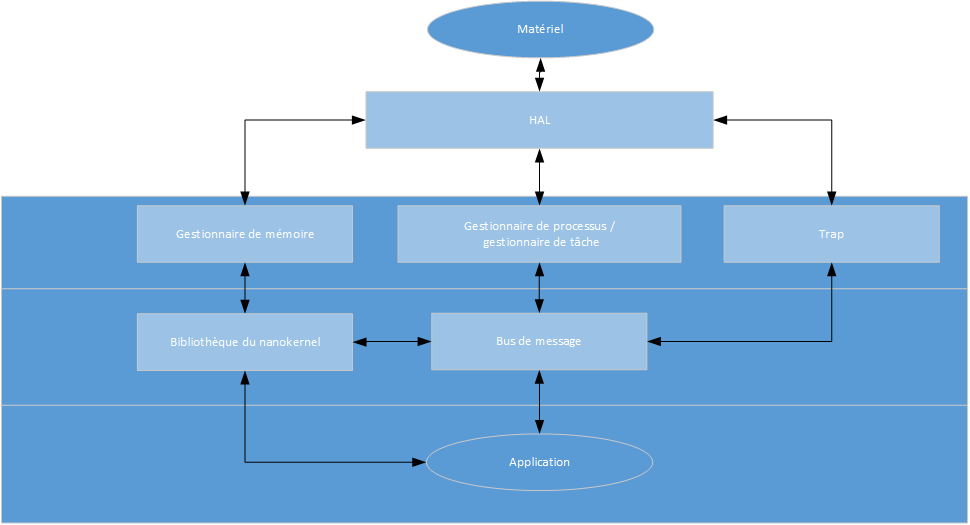 Matériel
HAL
Gestionnaire de mémoire
Gestionnaire de processus /
gestionnaire de tâche
Trap
Bibliothèque du nanokernel
Bus de message
Application